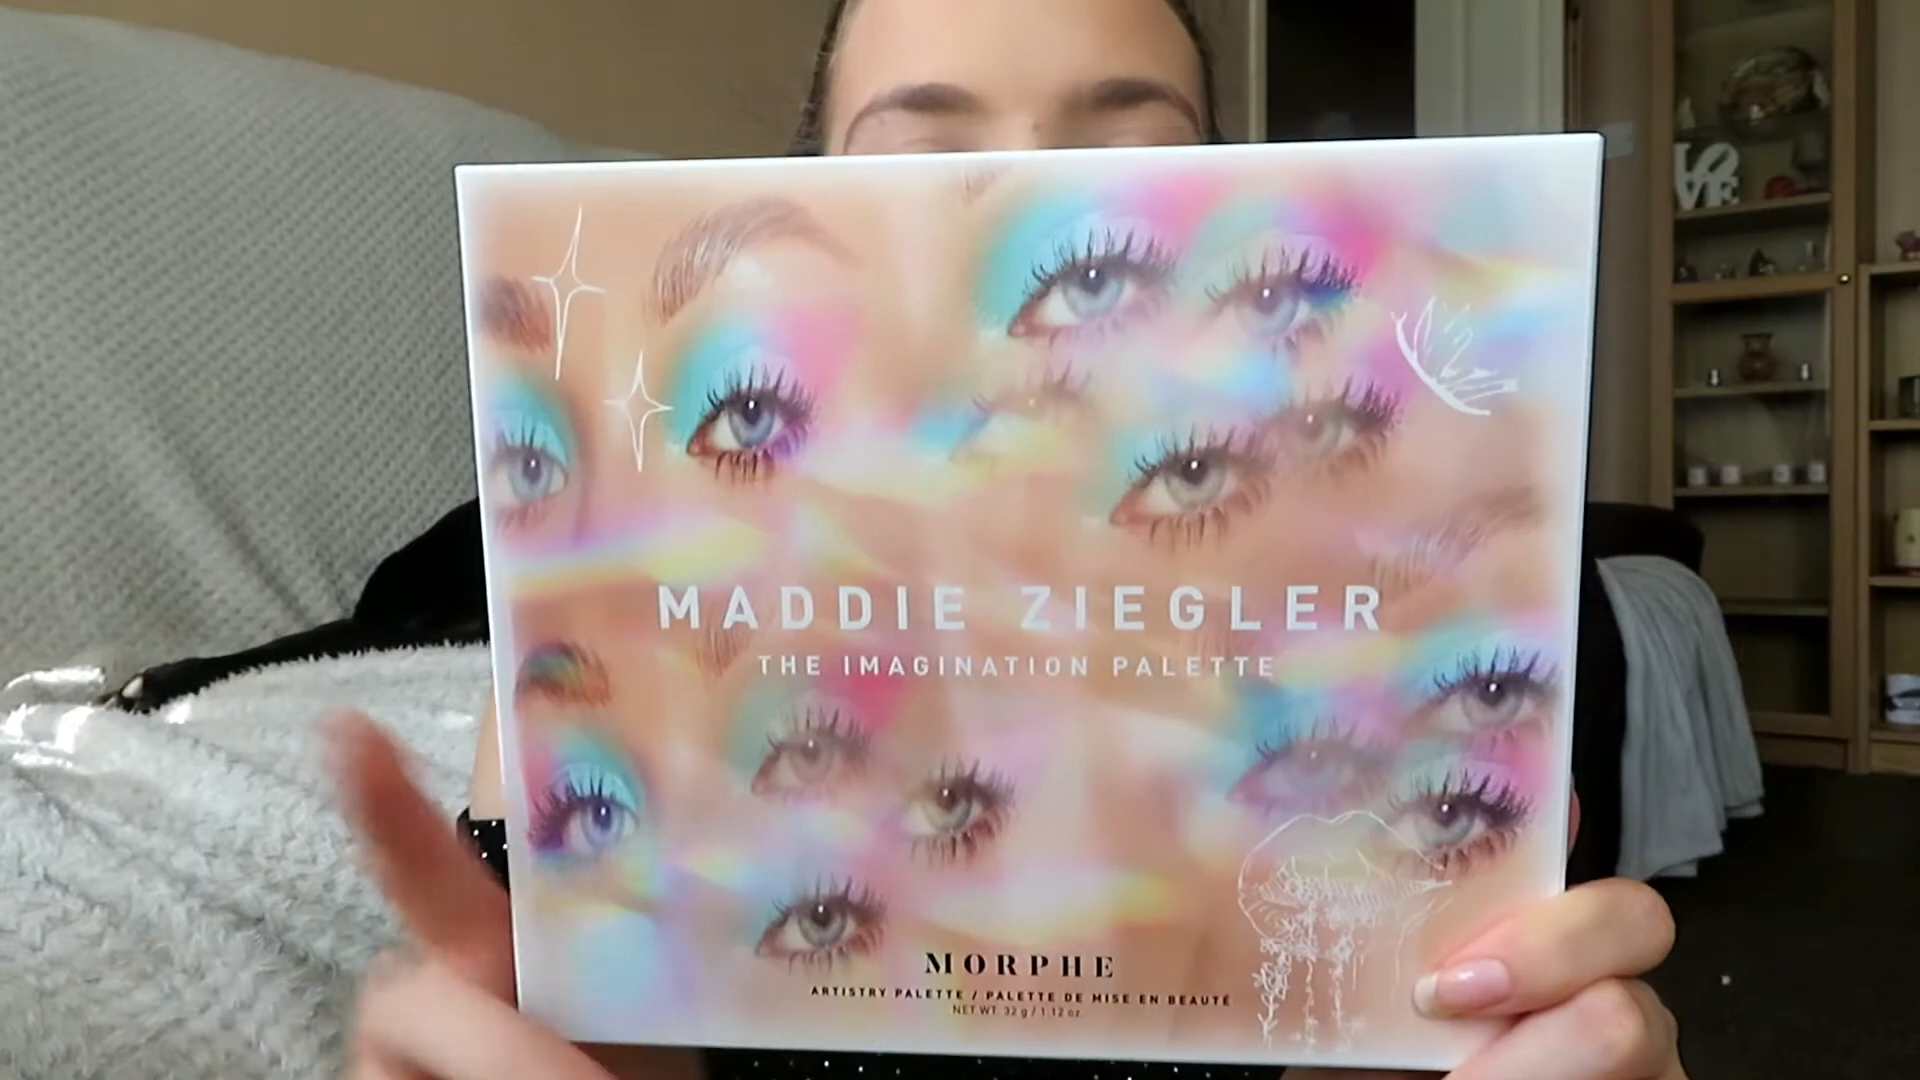 LOVE
MADDIE ZIEGLER
THE IMAGINATION PALETTE
MORPHE
ARTISTRY PALETTE / PALETTE DE MISE EN BEAUTÉ
NET WT. 32 g / 1.12 oz.